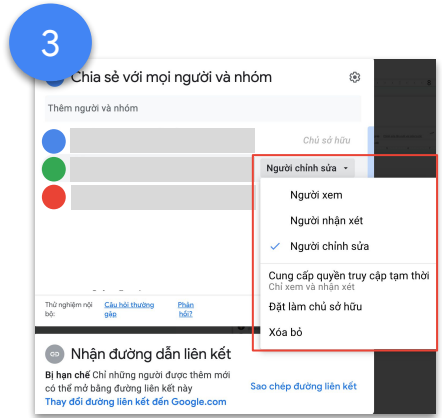 3
Chia sẻ với mọi người và nhóm
Thêm người và nhóm
Chủ sở hữu
Người chỉnh sửa
Người xem
Người nhận xét
Người chỉnh sửa
Cung cấp quyền truy cập tạm thời
Chỉ xem và nhận xét
Đặt làm chủ sở hữu
Xóa bỏ
Thử nghiệm nội
bộ:
Câu hỏi thường
gặp
Phản
hồi?
Nhận đường dẫn liên kết
Bị hạn chế Chỉ những người được thêm mới
có thể mở bằng đường liên kết này
Sao chép đường liên kết
Thay đổi đường liên kết đến Google.com